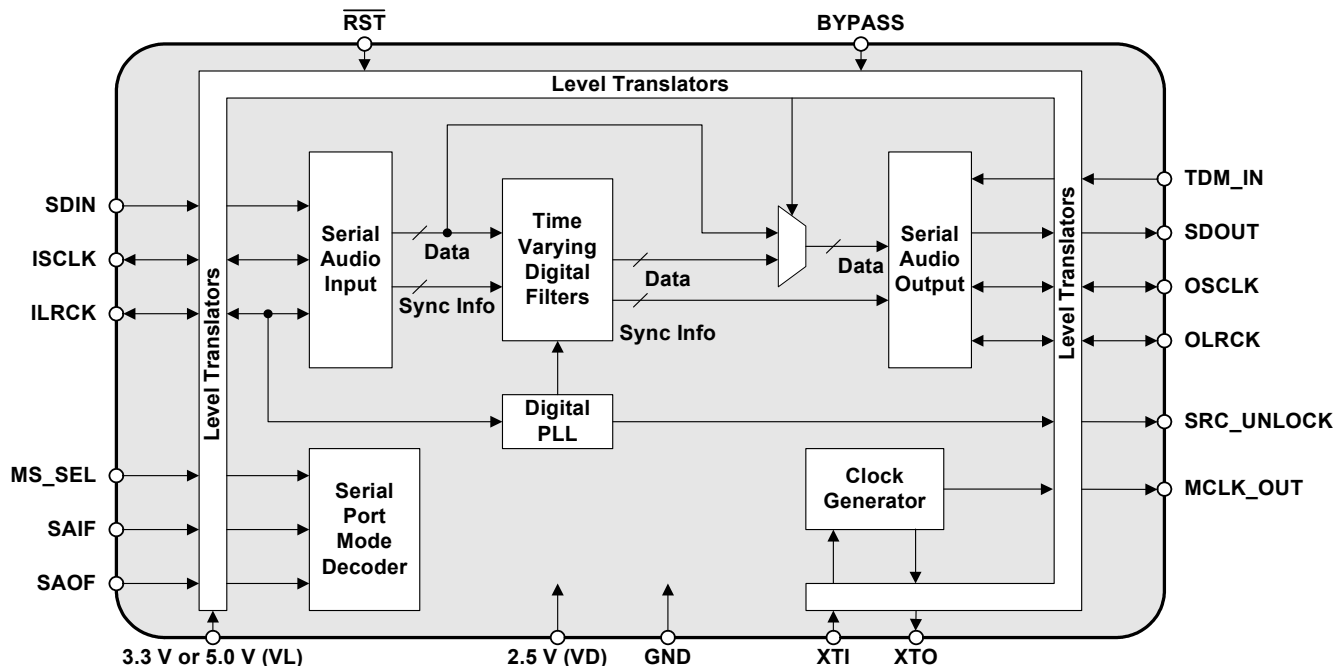 RST
BYPASS
Level Translators
SDIN
ISCLK
ILRCK
MS_SEL
SAIF
SAOF
Level Translators
Serial
Audio
Input
Data
Sync Info
Time
Varying
Digital
Filters
Data
Sync Info
Digital
PLL
Data
Serial
Audio
Output
Level Translators
TDM_IN
SDOUT
OSCLK
OLRCK
SRC_UNLOCK
MCLK_OUT
Serial
Port
Mode
Decoder
Clock
Generator
3.3 V or 5.0 V (VL)
2.5 V (VD)
GND
XTI
XTO